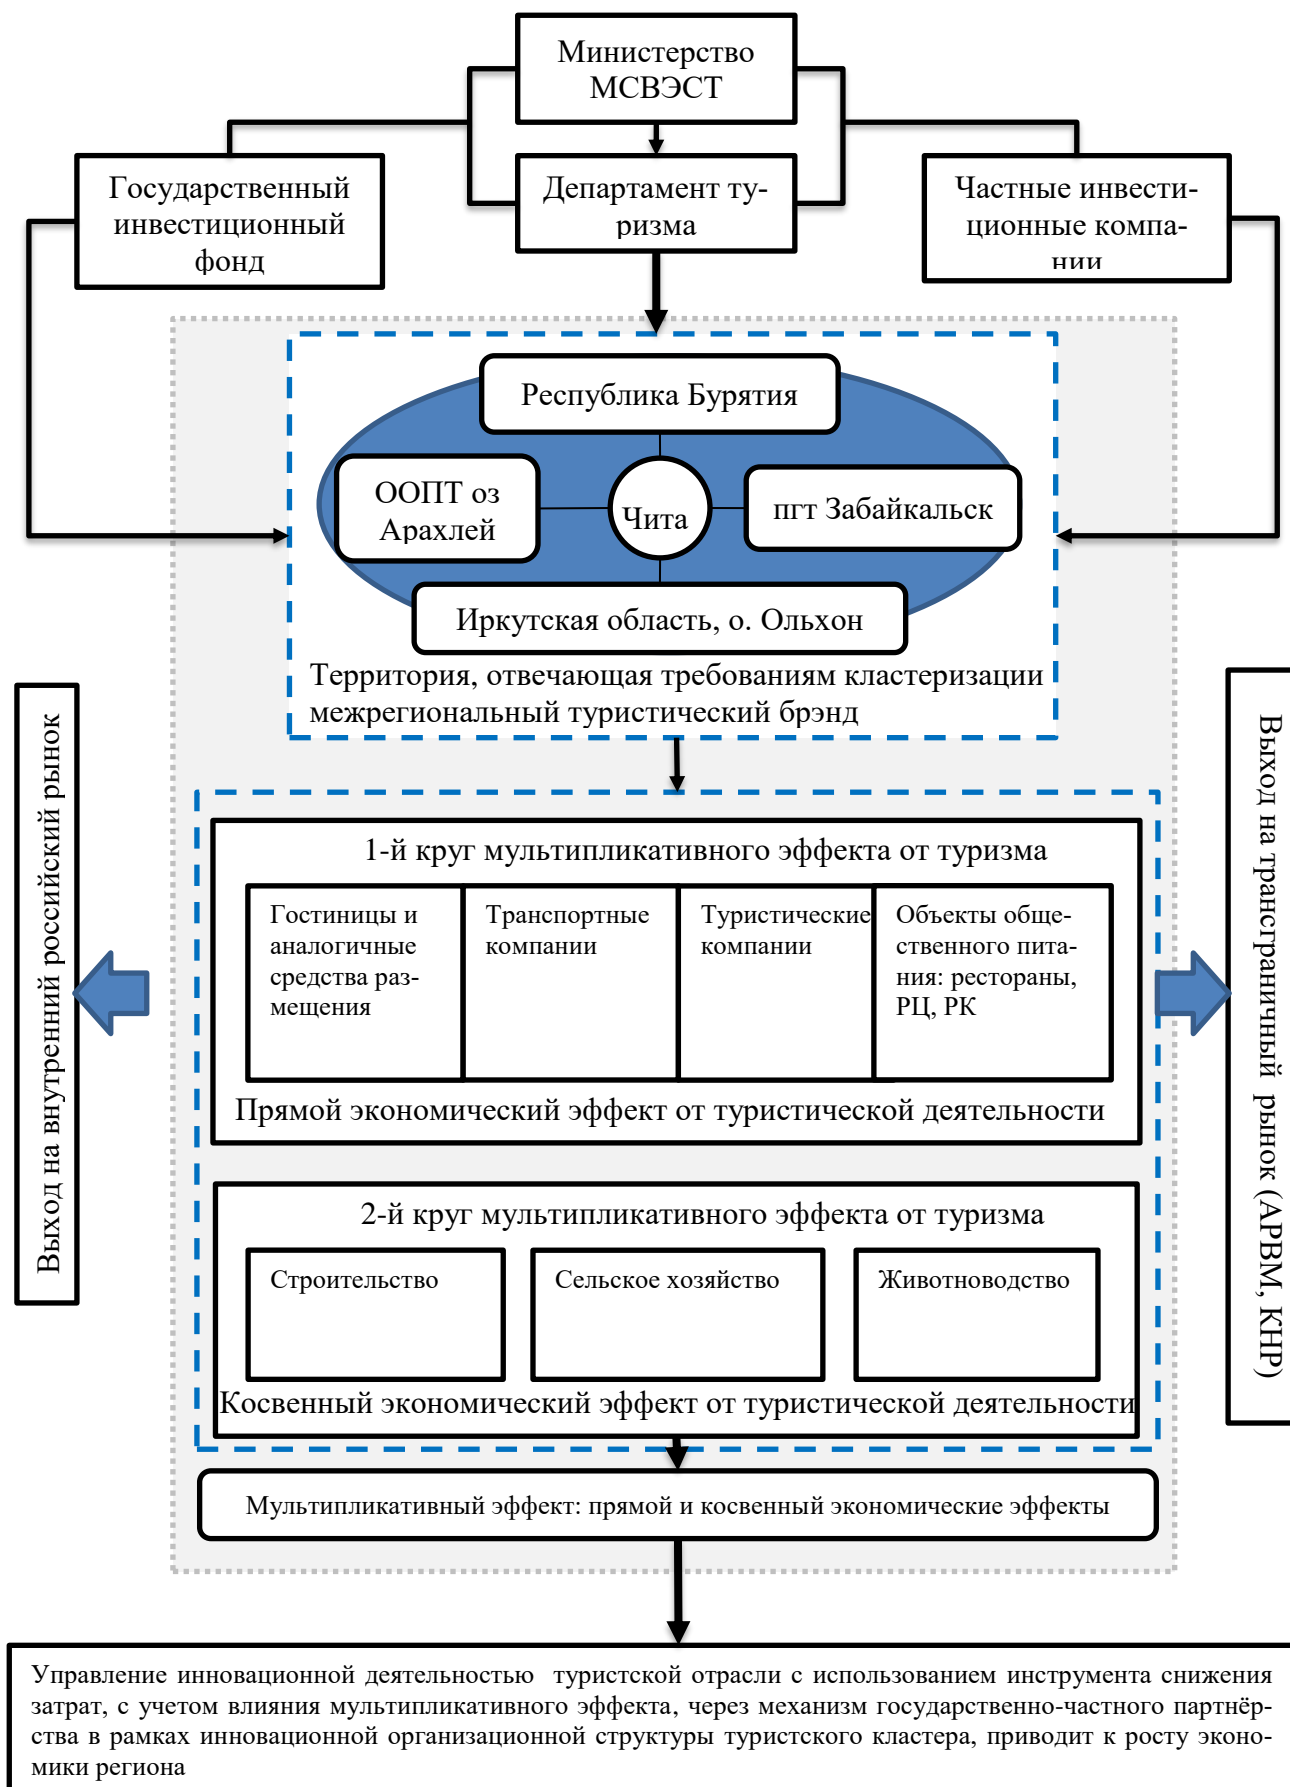 Министерство
МСВЭСТ
Государственный
инвестиционный
фонд
Департамент ту-
ризма
Частные инвести-
ционные компа-
нии
Республика Бурятия
ООПТ оз
Арахлей
Чита
пгт Забайкальск
Иркутская область, о. Ольхон
Территория, отвечающая требованиям кластеризации
межрегиональный туристический брэнд
Выход на внутренний российский рынок
Выход на трансграничный рынок (АРВМ, КНР)
1-й круг мультипликативного эффекта от туризма
Гостиницы и
аналогичные
средства раз-
мещения
Транспортные
компании
Туристические
компании
Объекты обще-
ственного пита-
ния: рестораны,
РЦ, РК
Прямой экономический эффект от туристической деятельности
2-й круг мультипликативного эффекта от туризма
Строительство
Сельское хозяйство
Животноводство
Косвенный экономический эффект от туристической деятельности
Мультипликативный эффект: прямой и косвенный экономические эффекты
Управление инновационной деятельностью туристской отрасли с использованием инструмента снижения
затрат, с учетом влияния мультипликативного эффекта, через механизм государственно-частного партнёр-
ства в рамках инновационной организационной структуры туристского кластера, приводит к росту эконо-
мики региона